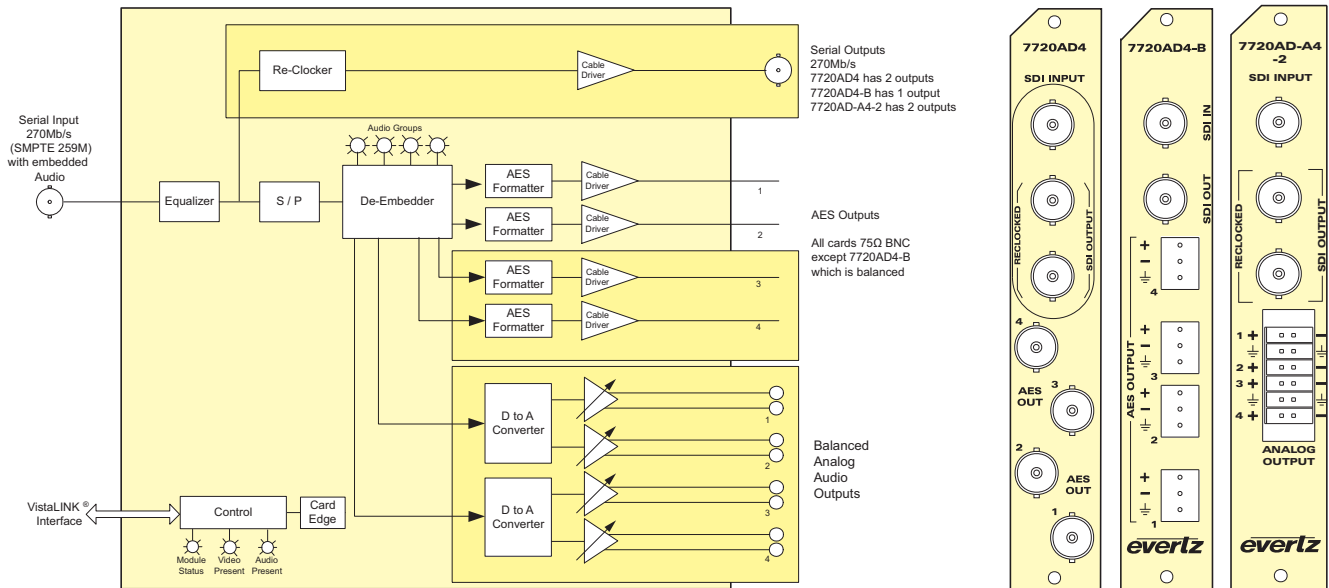 Serial Input
270Mb/s
(SMPTE 259M)
with embedded
Audio
Equalizer
Re-Clocker
Cable
Driver
Serial Outputs
270Mb/s
7720AD4 has 2 outputs
7720AD4-B has 1 output
7720AD-A4-2 has 2 outputs
Audio Groups
S / P
De-Embedder
AES
Formatter
Cable
Driver
1
AES
Formatter
Cable
Driver
2
AES
Formatter
Cable
Driver
3
AES
Formatter
Cable
Driver
4
AES Outputs
All cards 75Ω BNC
except 7720AD4-B
which is balanced
D to A
Converter
1
2
D to A
Converter
3
4
Balanced
Analog
Audio
Outputs
VistaLINK ®
Interface
Control
Card
Edge
Module
Status
Video
Present
Audio
Present
7720AD4
SDI INPUT
RECLOCKED
SDI OUTPUT
4
AES
OUT
3
2
AES
OUT
1
7720AD4-B
SDI IN
SDI OUT
AES OUTPUT
+
−
4
+
−
3
+
−
2
+
−
1
everlz
7720AD-A4
-2
SDI INPUT
RECLOCKED
SDI OUTPUT
1 + −
2 + −
3 + −
4 + −
ANALOG
OUTPUT
everlz